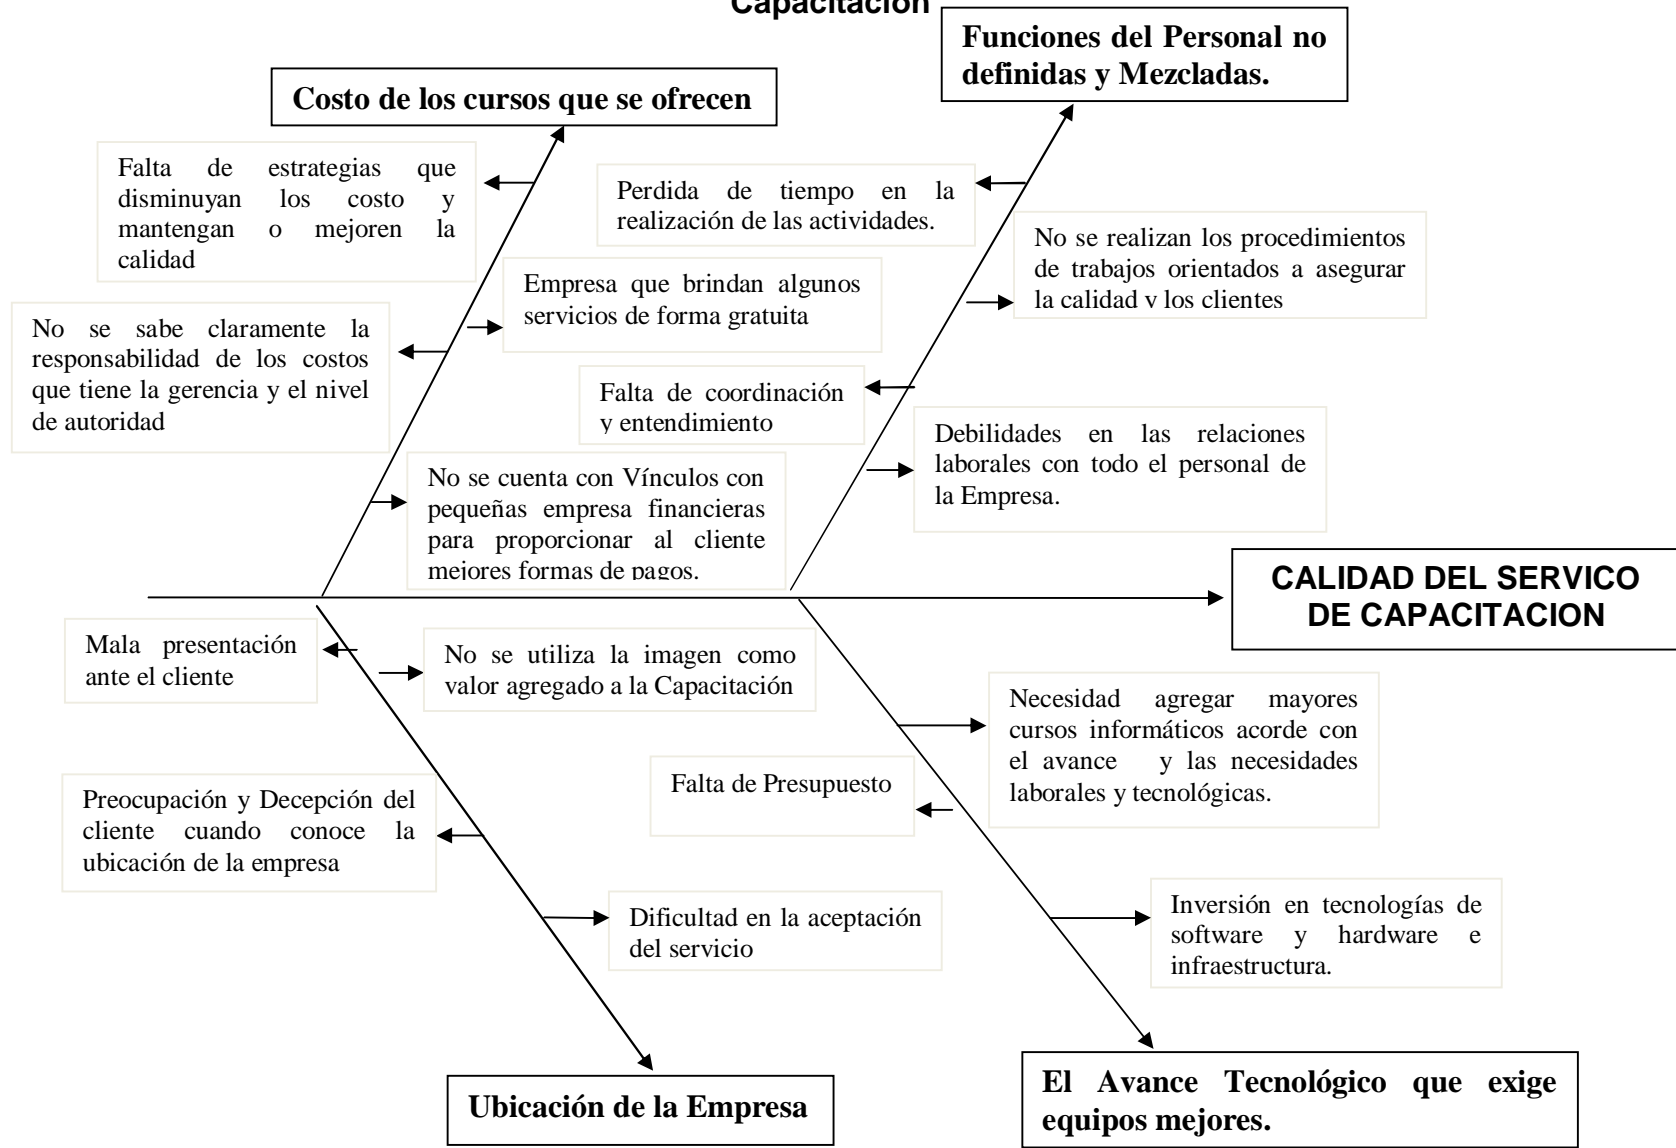 Capacitación
Funciones del Personal no
definidas y Mezcladas.
Costo de los cursos que se ofrecen
Falta de estrategias que
disminuyan los costo y
mantengan o mejoren la
calidad
Perdida de tiempo en la
realización de las actividades.
No se realizan los procedimientos
de trabajos orientados a asegurar
la calidad y los clientes
Empresa que brindan algunos
servicios de forma gratuita
No se sabe claramente la
responsabilidad de los costos
que tiene la gerencia y el nivel
de autoridad
Falta de coordinación
y entendimiento
Debilidades en las relaciones
laborales con todo el personal de
la Empresa.
No se cuenta con Vínculos con
pequeñas empresa financieras
para proporcionar al cliente
mejores formas de pagos.
CALIDAD DEL SERVICO
DE CAPACITACION
Mala presentación
ante el cliente
No se utiliza la imagen como
valor agregado a la Capacitación
Necesidad agregar mayores
cursos informáticos acorde con
el avance y las necesidades
laborales y tecnológicas.
Falta de Presupuesto
Preocupación y Decepción del
cliente cuando conoce la
ubicación de la empresa
Dificultad en la aceptación
del servicio
Inversión en tecnologías de
software y hardware e
infraestructura.
Ubicación de la Empresa
El Avance Tecnológico que exige
equipos mejores.